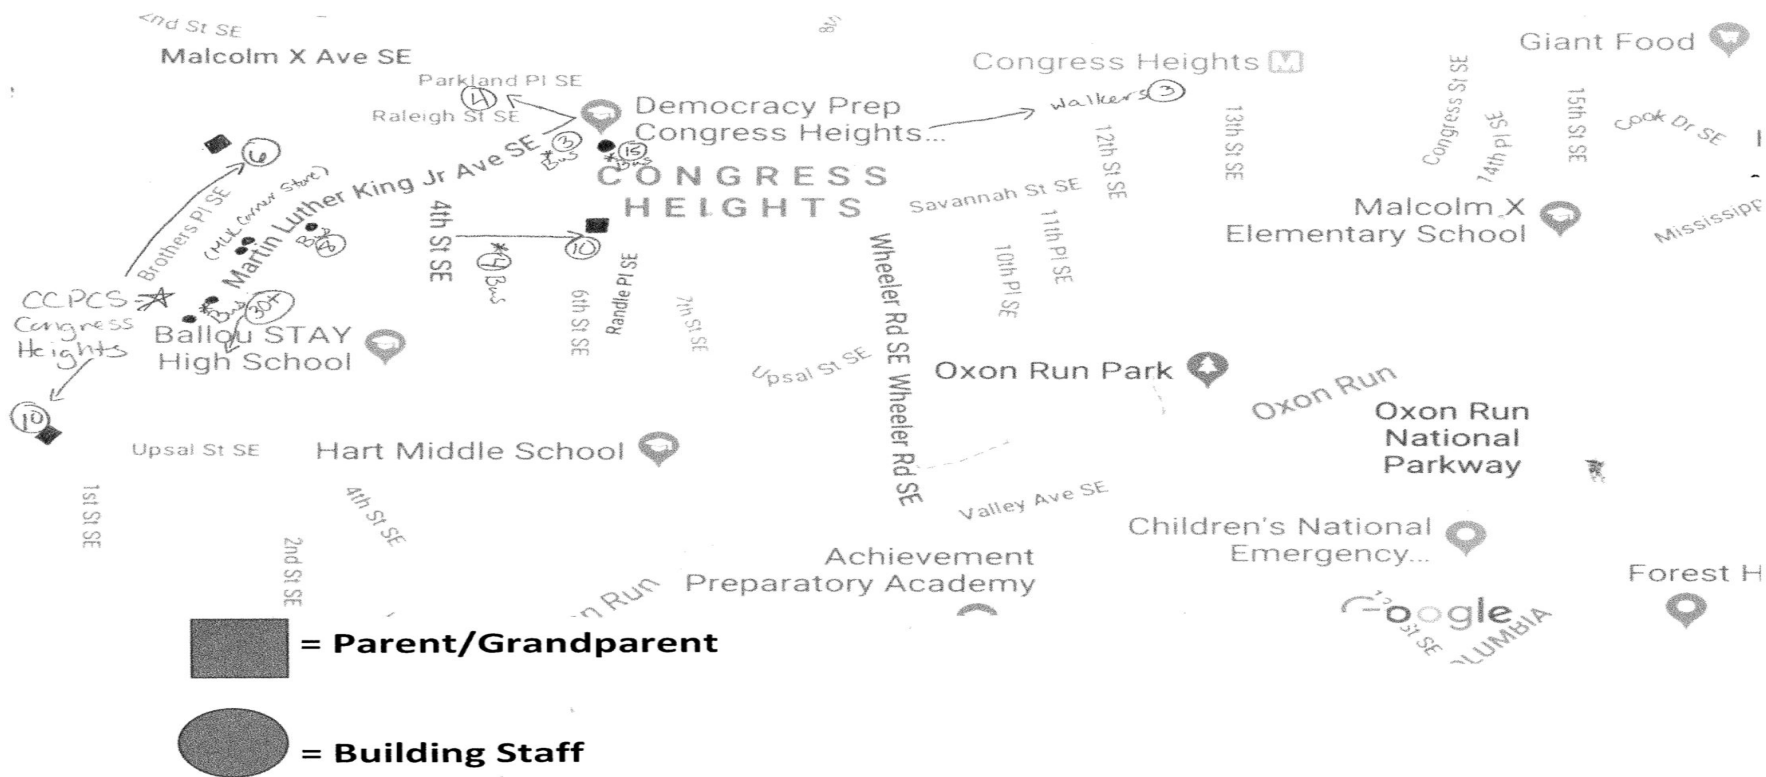 2nd St SE
Malcolm X Ave SE
Parkland Pl SE
4
Raleigh St SE
Democracy Prep
Congress Heights...
Congress Heights M
Giant Food
Walkers 3
12th St SE
13th St SE
Congress St SE
14th Pl SE
15th St SE
Cook Dr SE
6
Brothers Pl SE
(MLK Corner Store)
Martin Luther King Jr Ave SE
* 3
Bus
* 15
Bus
CONGRESS
HEIGHTS
Bus
8
4th St SE
*
4 Bus
10
6th St SE
Randle Pl SE
7th St SE
Savannah St SE
11th Pl SE
10th Pl SE
Malcolm X
Elementary School
Mississipp
CCPCS
Congress
Heights
* Bus
30+
Ballou STAY
High School
Upsal St SE
Wheeler Rd SE Wheeler Rd SE
Oxon Run Park
Oxon Run
Oxon Run
National
Parkway
10
Upsal St SE
Hart Middle School
1st St SE
2nd St SE
4th St SE
Valley Ave SE
Achievement
Preparatory Academy
Children's National
Emergency...
Forest H
n Run
Google
St SE
OLUMBIA
= Parent/Grandparent
= Building Staff